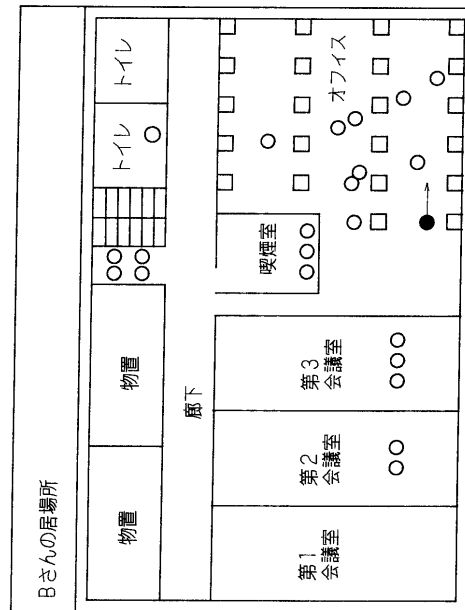 Bさんの居場所
物置
物置
トイレ
トイレ
廊下
第1
会議室
第2
会議室
第3
会議室
喫煙室
オフィス